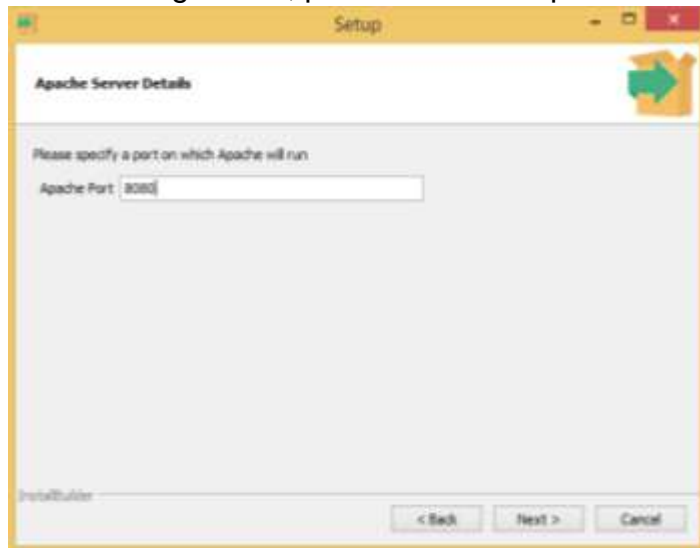 Setup
Apache Server Details
Please specify a port on which Apache will run
Apache Port 8080
InstallBuilder
< Back Next > Cancel